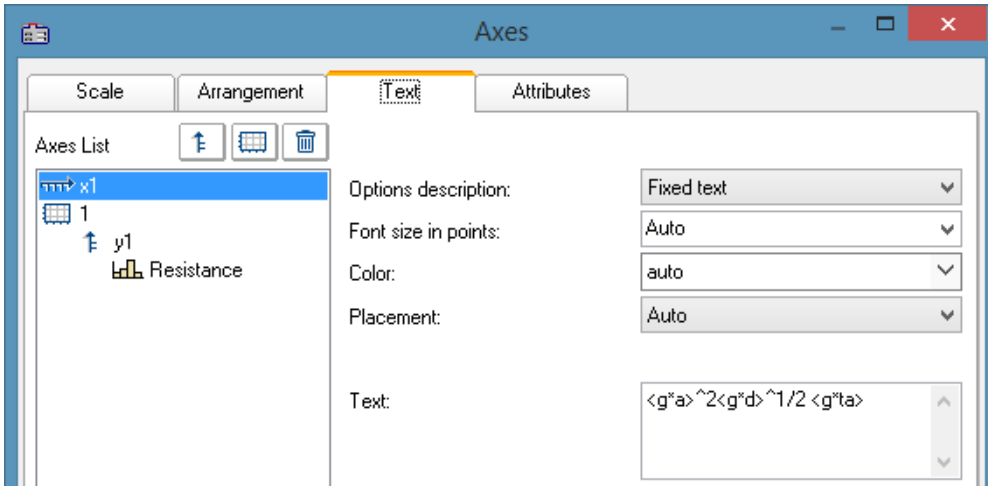 Axes
Scale Arrangement Text Attributes
Axes List
x1
1
y1
Resistance
Options description: Fixed text
Font size in points: Auto
Color: auto
Placement: Auto
Text: <g*a>^2<g*d>^1/2 <g*ta>